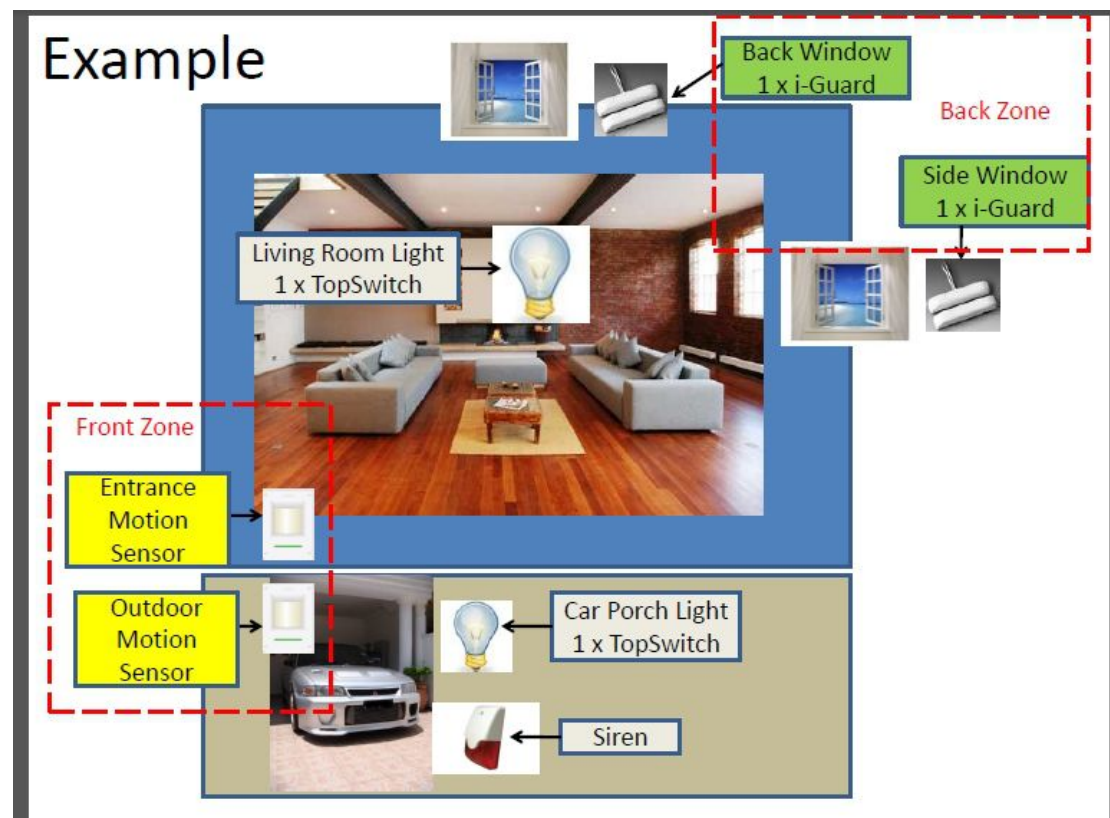 Example
Back Window
1 x i-Guard
Back Zone
Side Window
1 x i-Guard
Living Room Light
1 x TopSwitch
Front Zone
Entrance
Motion
Sensor
Outdoor
Motion
Sensor
Car Porch Light
1 x TopSwitch
Siren